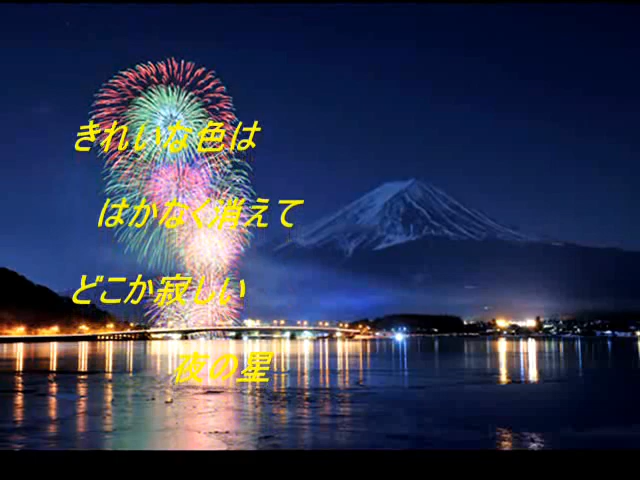 きれいな色は
はかなく消えて
どこか寂しい
夜の星